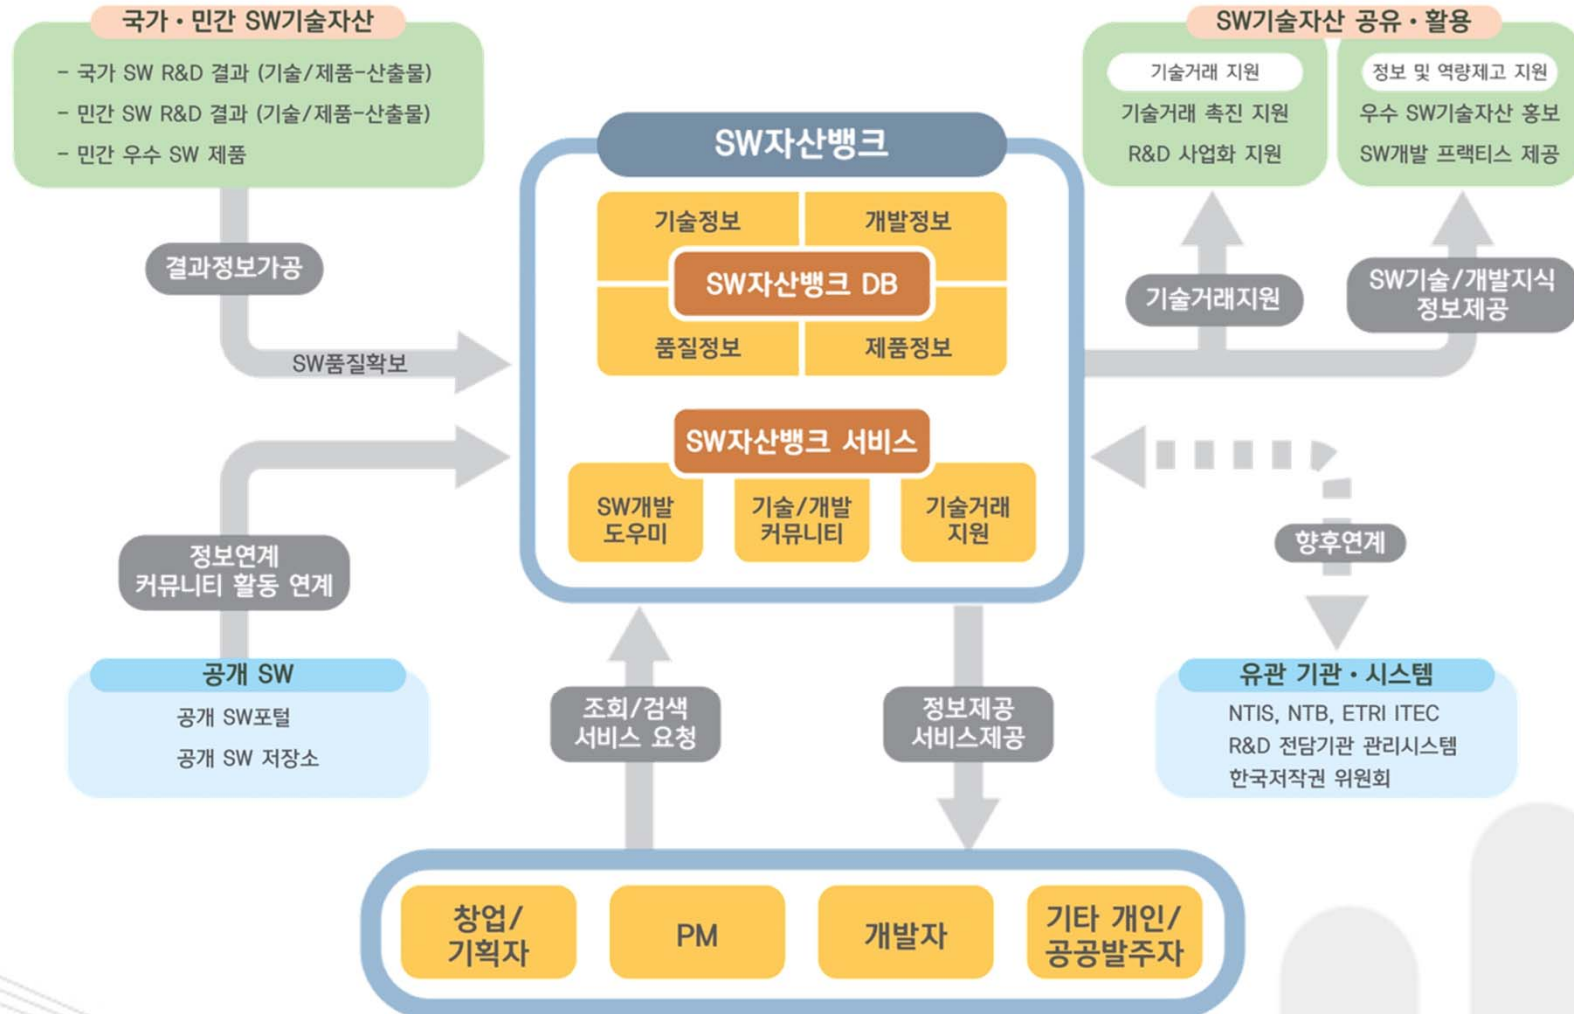 국가・민간 SW기술자산
- 국가 SW R&D 결과 (기술/제품-산출물)
- 민간 SW R&D 결과 (기술/제품-산출물)
- 민간 우수 SW 제품
결과정보가공
SW품질확보
SW자산뱅크
기술정보
개발정보
SW자산뱅크 DB
품질정보
제품정보
SW자산뱅크 서비스
SW개발
도우미
기술/개발
커뮤니티
기술거래
지원
SW기술자산 공유・활용
기술거래 지원
기술거래 촉진 지원
R&D 사업화 지원
정보 및 역량제고 지원
우수 SW기술자산 홍보
SW개발 프랙티스 제공
기술거래지원
SW기술/개발지식
정보제공
정보연계
커뮤니티 활동 연계
공개 SW
공개 SW포털
공개 SW 저장소
조회/검색
서비스 요청
정보제공
서비스제공
향후연계
유관 기관・시스템
NTIS, NTB, ETRI ITEC
R&D 전담기관 관리시스템
한국저작권 위원회
창업/
기획자
PM
개발자
기타 개인/
공공발주자